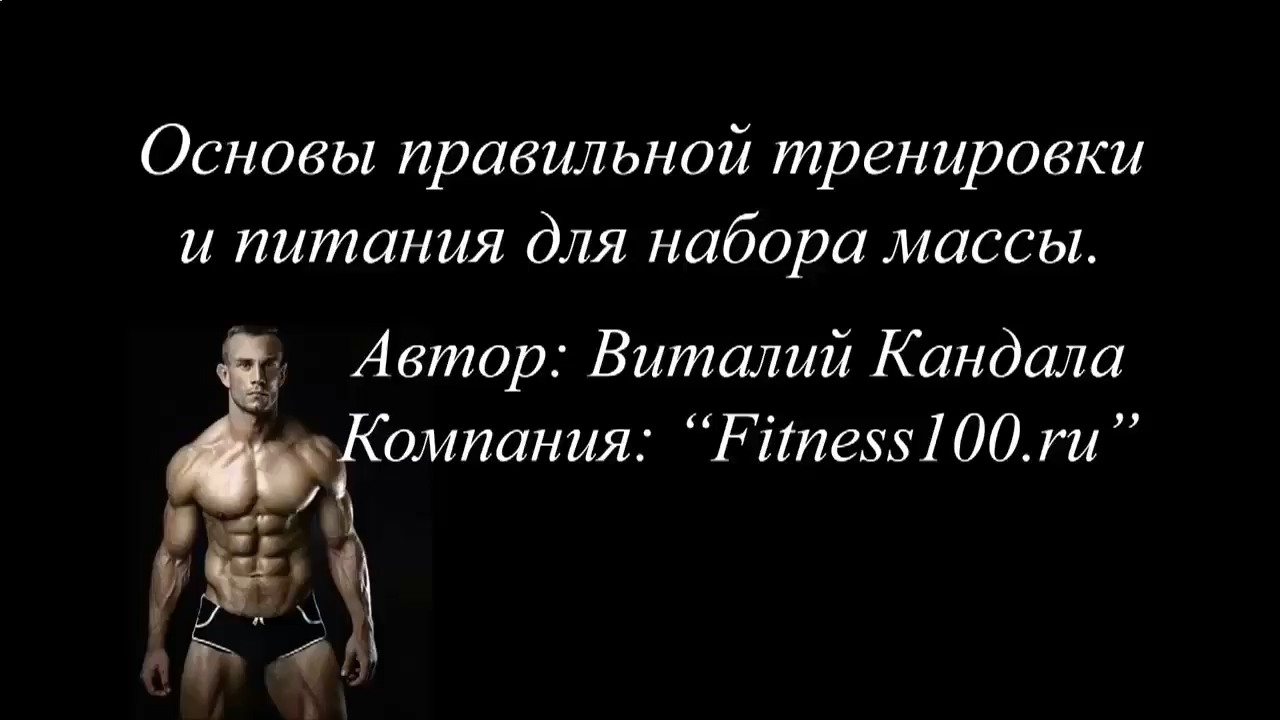 Основы правильной тренировки
и питания для набора массы.
Автор: Виталий Кандала
Компания: “Fitness100.ru”